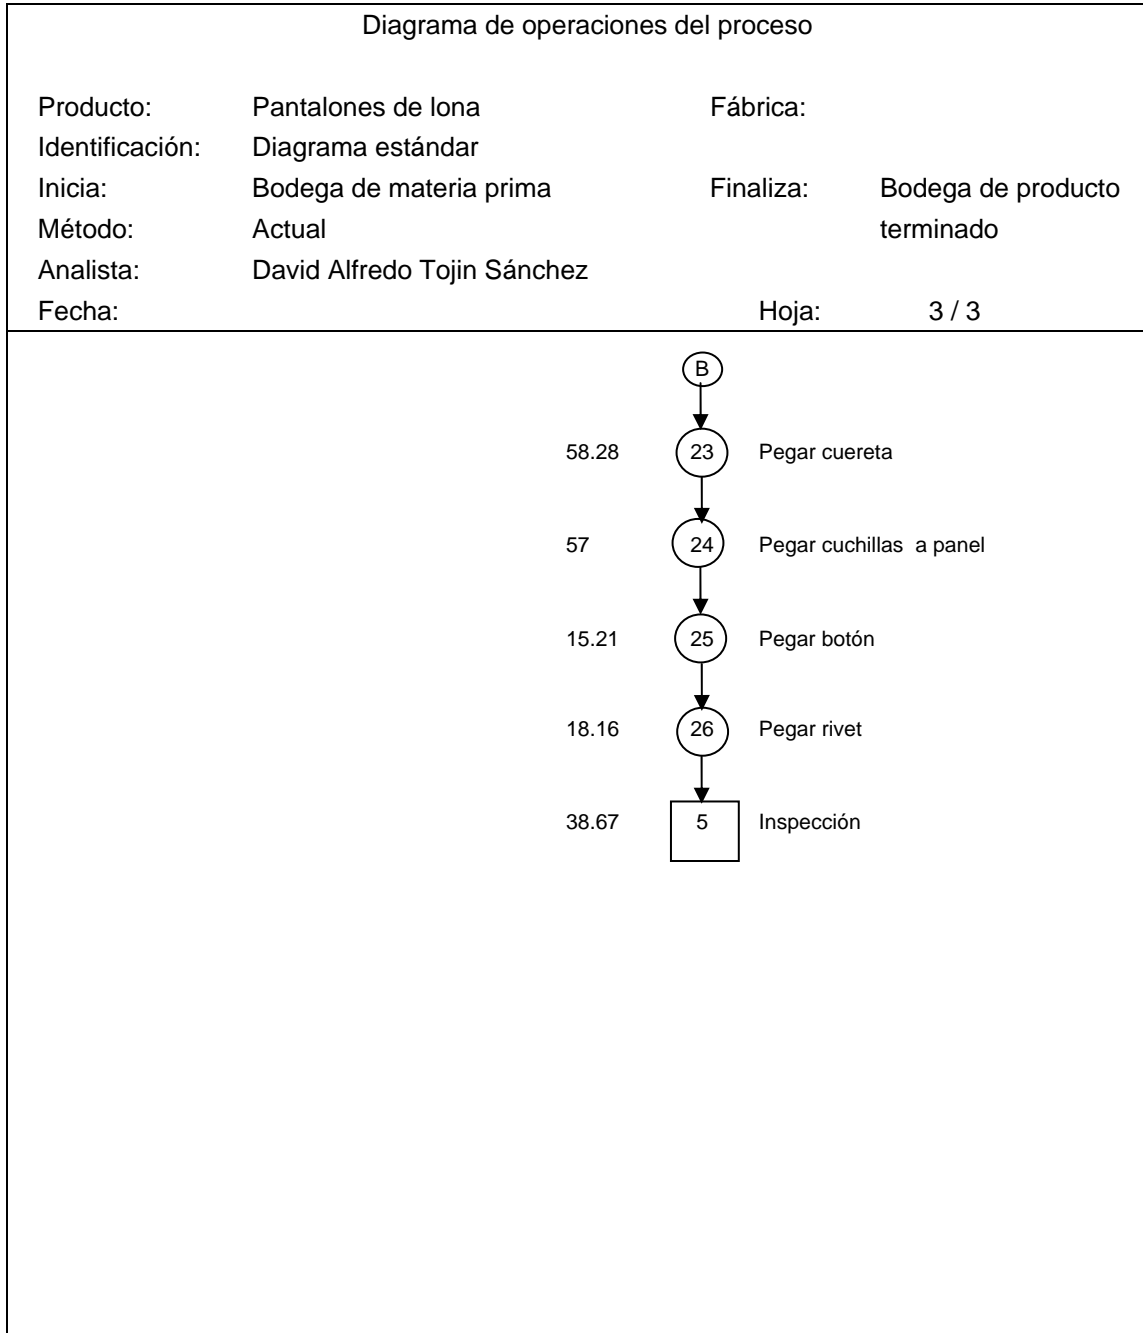 Diagrama de operaciones del proceso
Producto: Pantalones de lona Fábrica:
Identificación: Diagrama estándar
Inicia: Bodega de materia prima Finaliza: Bodega de producto
Método: Actual terminado
Analista: David Alfredo Tojin Sánchez
Fecha: Hoja: 3 / 3
B
58.28 23 Pegar cuereta
57 24 Pegar cuchillas a panel
15.21 25 Pegar botón
18.16 26 Pegar rivet
38.67 5 Inspección